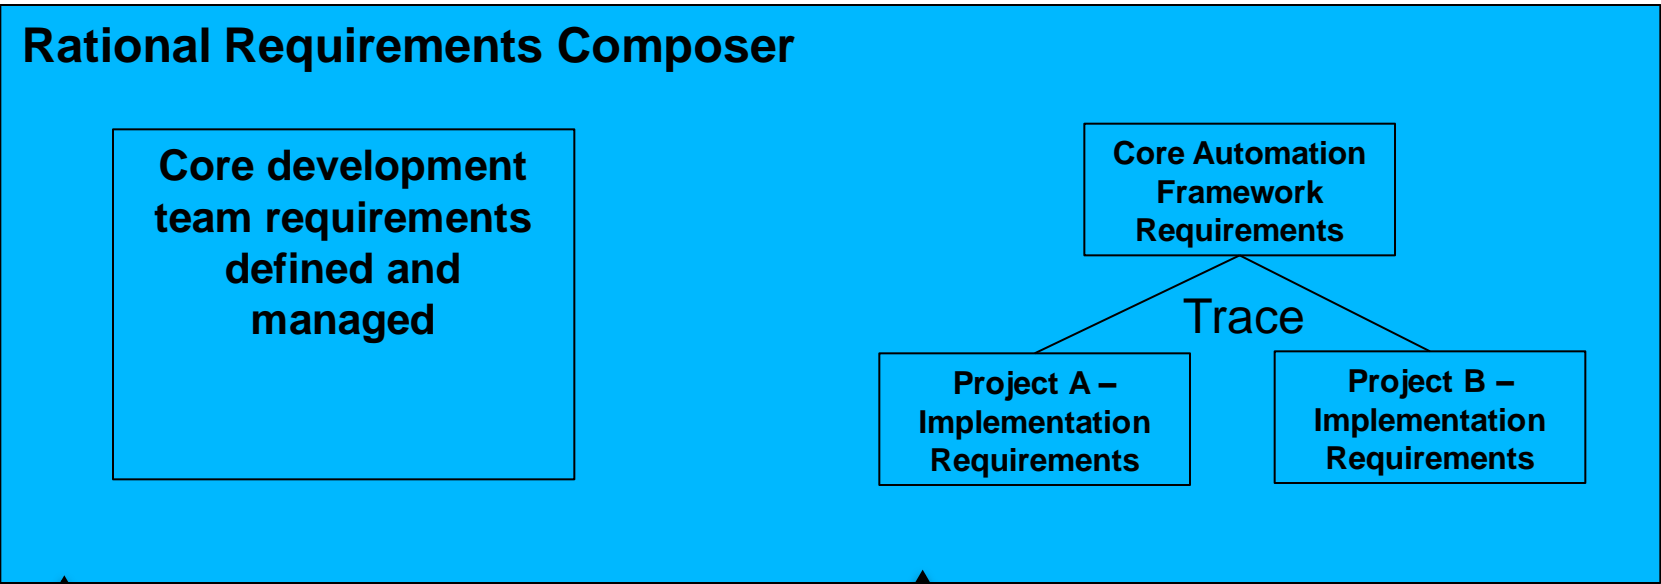 Rational Requirements Composer
Core development
team requirements
defined and
managed
Core Automation
Framework
Requirements
Trace
Project A –
Implementation
Requirements
Project B –
Implementation
Requirements